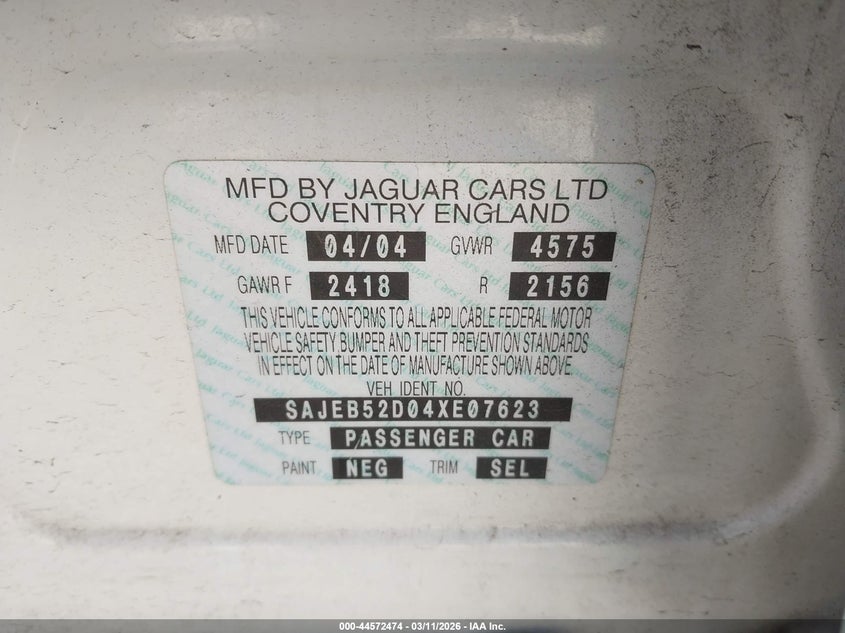 MFD BY JAGUAR CARS LTD
COVENTRY ENGLAND
MFD DATE 04/04 GVWR 4575
GAWR F 2418 R 2156
THIS VEHICLE CONFORMS TO ALL APPLICABLE FEDERAL MOTOR
VEHICLE SAFETY BUMPER AND THEFT PREVENTION STANDARDS
IN EFFECT ON THE DATE OF MANUFACTURE SHOWN ABOVE.
VEH IDENT NO.
SAJEB52D04XE07623
TYPE PASSENGER CAR
PAINT NEG TRIM SEL
000-44572474 - 03/11/2026 - IAA Inc.